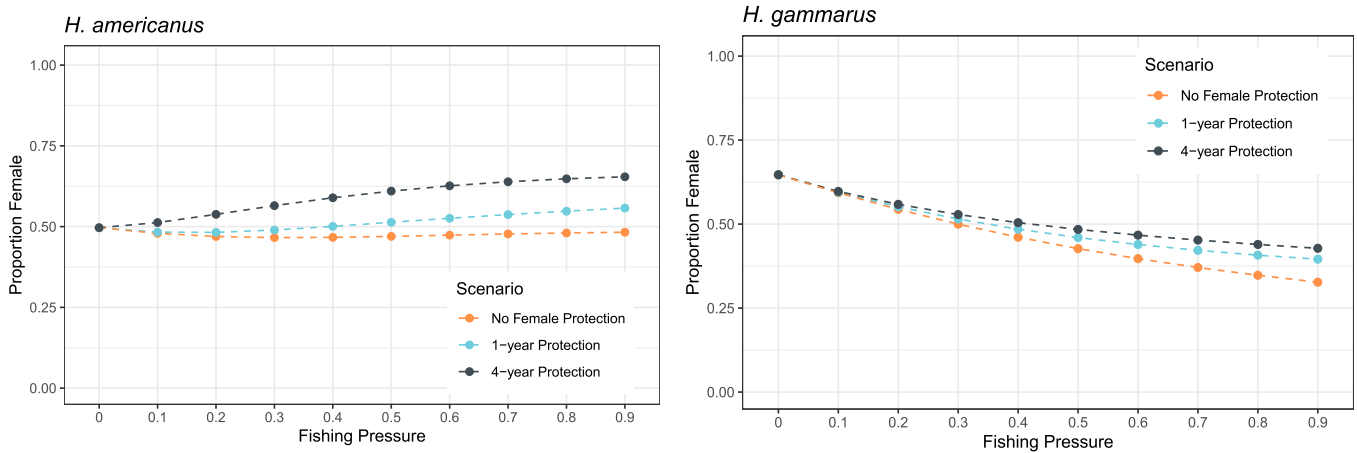 H. americanus
1.00
0.75
0.50
0.25
0.00
Proportion Female
Scenario
No Female Protection
1−year Protection
4−year Protection
0 0.1 0.2 0.3 0.4 0.5 0.6 0.7 0.8 0.9
Fishing Pressure
H. gammarus
1.00
0.75
0.50
0.25
0.00
Proportion Female
Scenario
No Female Protection
1−year Protection
4−year Protection
0 0.1 0.2 0.3 0.4 0.5 0.6 0.7 0.8 0.9
Fishing Pressure